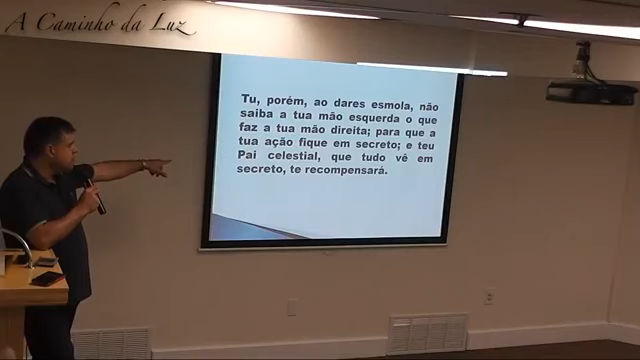 A Caminho da Luz
Tu, porém, ao dares esmola, não
saiba a tua mão esquerda o que
faz a tua mão direita; para que a
tua ação fique em secreto; e teu
Pai celestial, que tudo vê em
secreto, te recompensará.